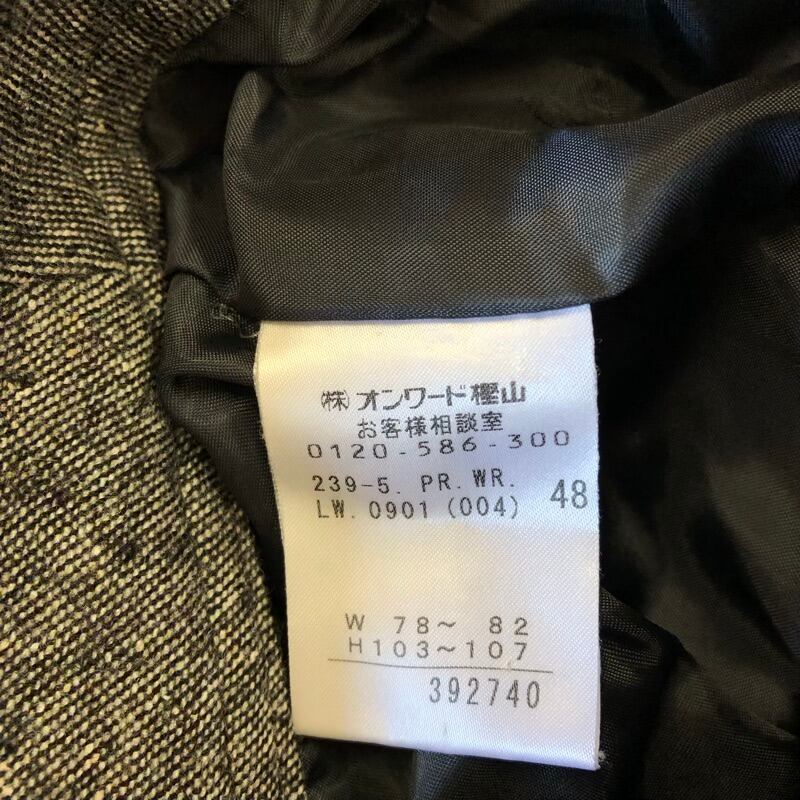 ㈱オンワード樫山
お客様相談室
0120-586-300
239-5. PR. WR.
LW. 0901 (004) 48
W 78〜 82
H 103〜107
392740